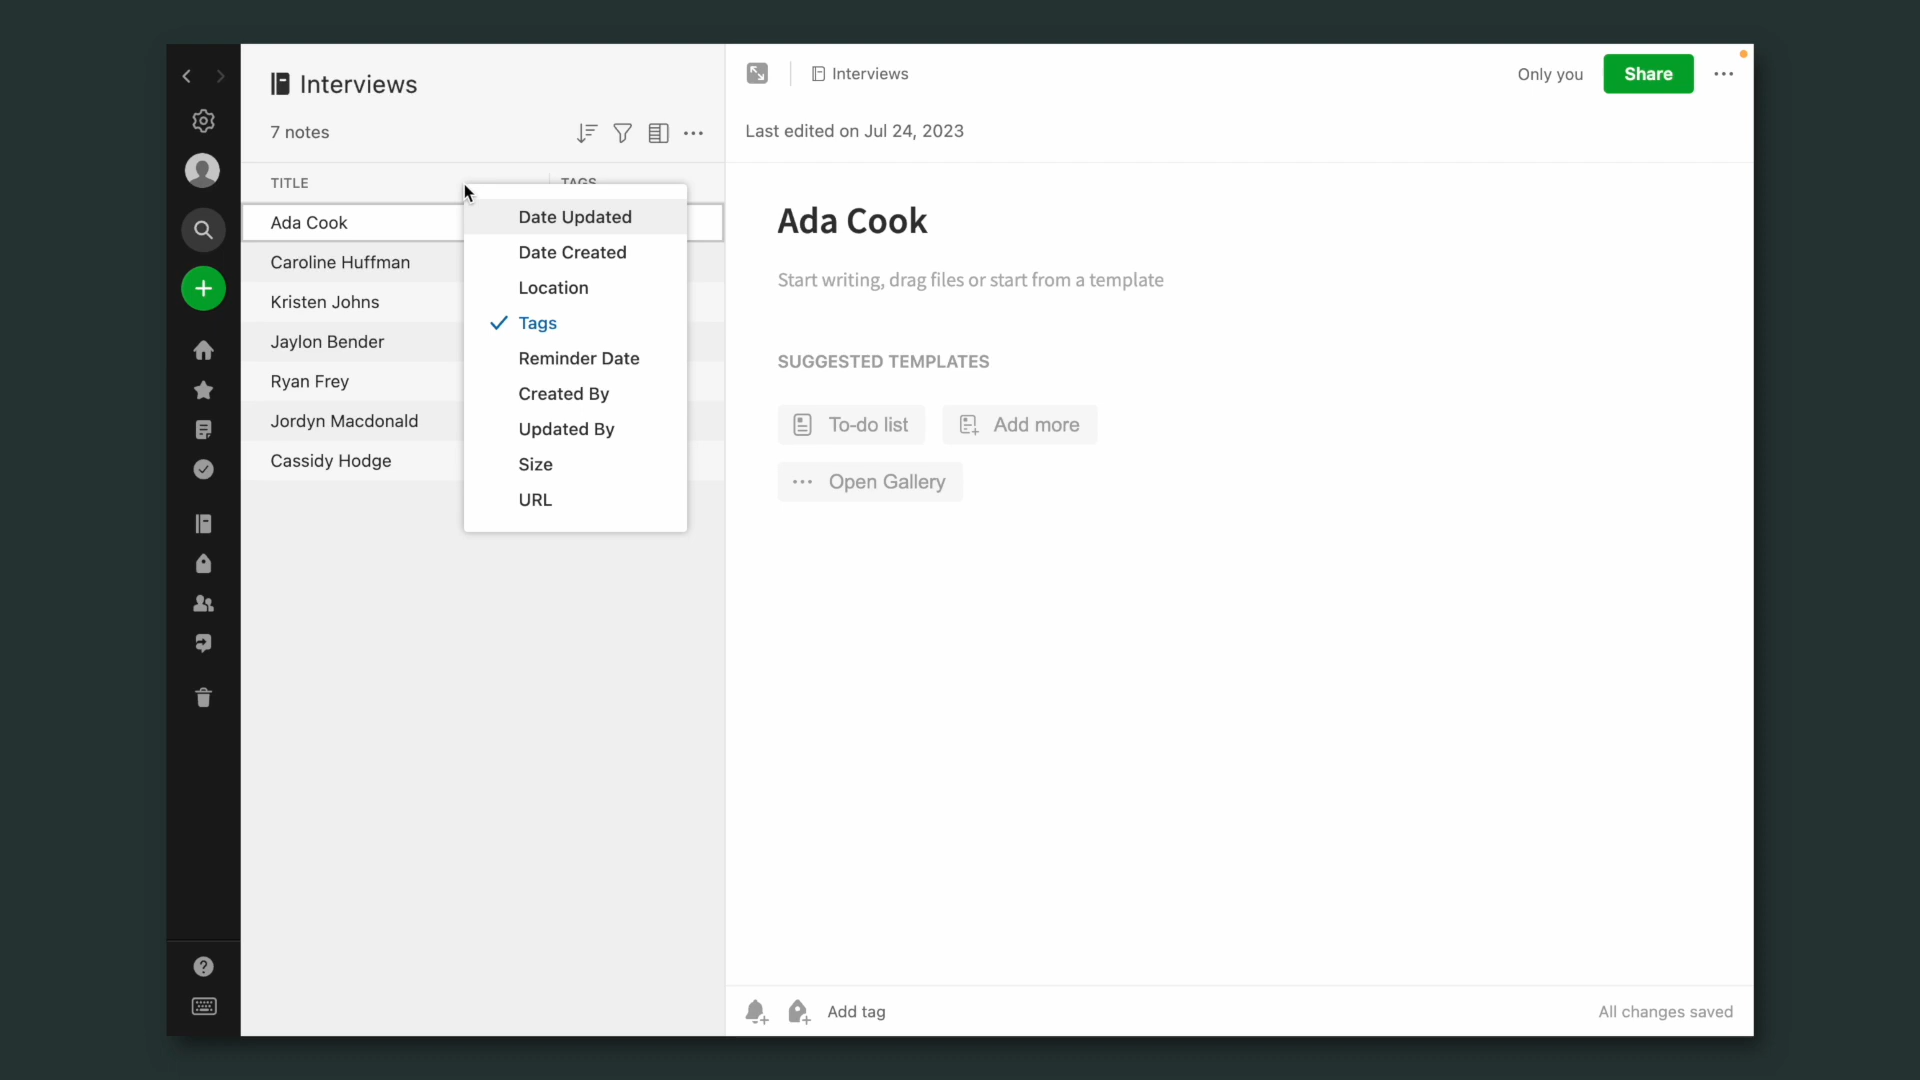 Interviews
7 notes
TITLE
TAGS
Ada Cook
Caroline Huffman
Kristen Johns
Jaylon Bender
Ryan Frey
Jordyn Macdonald
Cassidy Hodge
Date Updated
Date Created
Location
Tags
Reminder Date
Created By
Updated By
Size
URL
Interviews
Only you
Share
Last edited on Jul 24, 2023
Ada Cook
Start writing, drag files or start from a template
SUGGESTED TEMPLATES
To-do list
Add more
Open Gallery
Add tag
All changes saved